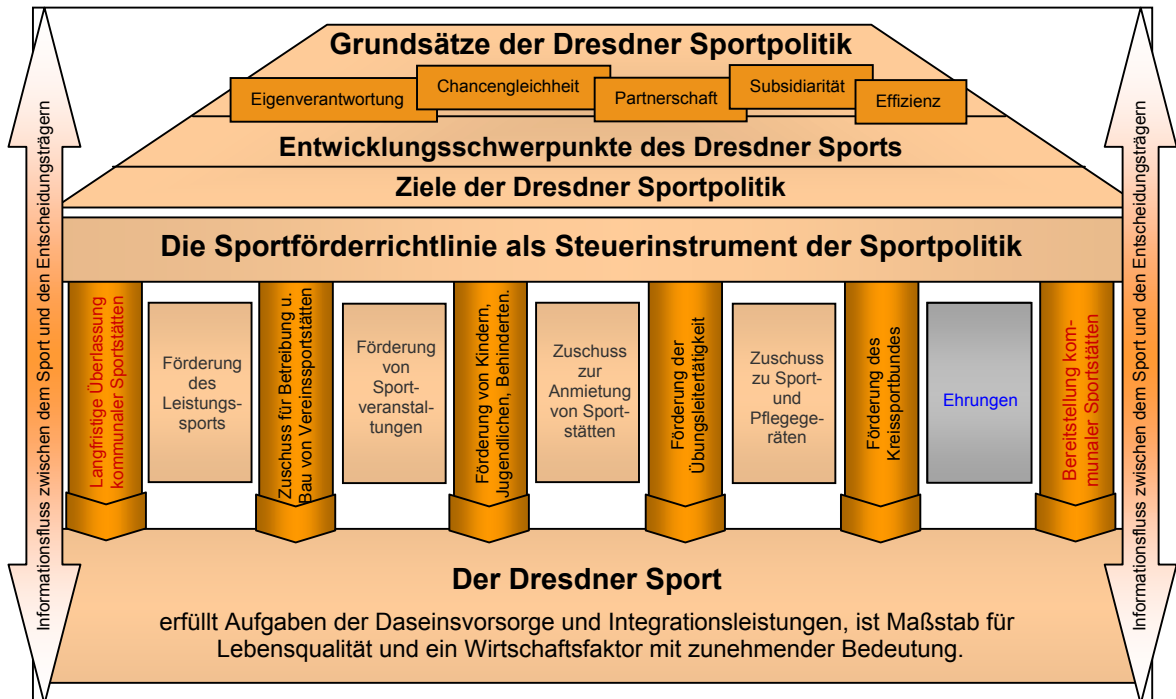 Grundsätze der Dresdner Sportpolitik
Eigenverantwortung
Chancengleichheit
Partnerschaft
Subsidiarität
Effizienz
Entwicklungsschwerpunkte des Dresdner Sports
Ziele der Dresdner Sportpolitik
Die Sportförderrichtlinie als Steuerinstrument der Sportpolitik
Informationsfluss zwischen dem Sport und den Entscheidungsträgern
Langfristige Überlassung
kommunaler Sportstätten
Förderung
des
Leistungs-
sports
Zuschuss für Betreibung u.
Bau von Vereinssportstätten
Förderung
von
Sport-
veranstal-
tungen
Förderung von Kindern,
Jugendlichen, Behinderten.
Zuschuss
zur
Anmietung
von Sport-
stätten
Förderung der
Übungsleitertätigkeit
Zuschuss
zu Sport-
und
Pflegege-
räten
Förderung des
Kreissportbundes
Ehrungen
Bereitstellung kom-
munaler Sportstätten
Informationsfluss zwischen dem Sport und den Entscheidungsträgern
Der Dresdner Sport
erfüllt Aufgaben der Daseinsvorsorge und Integrationsleistungen, ist Maßstab für
Lebensqualität und ein Wirtschaftsfaktor mit zunehmender Bedeutung.